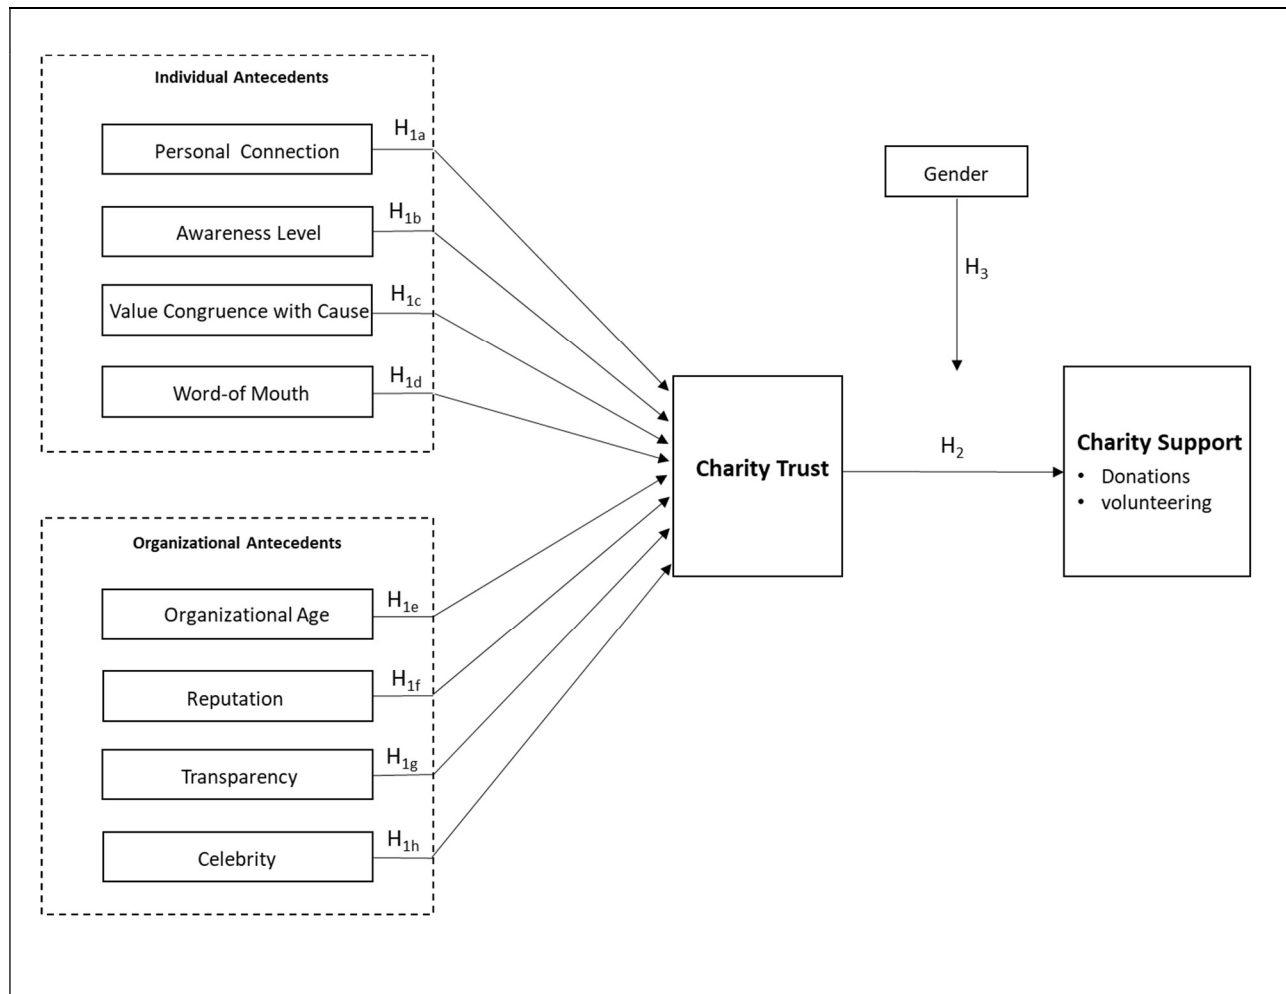 Individual Antecedents
Personal Connection
H1a
Awareness Level
H1b
Value Congruence with Cause
H1c
Word-of Mouth
H1d
Organizational Antecedents
Organizational Age
H1e
Reputation
H1f
Transparency
H1g
Celebrity
H1h
Charity Trust
Gender
H3
H2
Charity Support
• Donations
• volunteering